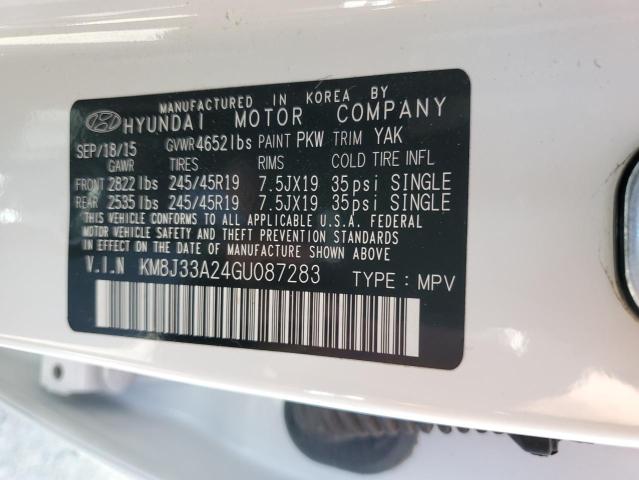 MANUFACTURED IN KOREA BY
HYUNDAI MOTOR COMPANY
SEP/18/15 GVWR 4652lbs PAINT PKW TRIM YAK
GAWR TIRES RIMS COLD TIRE INFL
FRONT 2822lbs 245/45R19 7.5JX19 35psi SINGLE
REAR 2535lbs 245/45R19 7.5JX19 35psi SINGLE
THIS VEHICLE CONFORMS TO ALL APPLICABLE U.S.A. FEDERAL
MOTOR VEHICLE SAFETY AND THEFT PREVENTION STANDARDS
IN EFFECT ON THE DATE OF MANUFACTURE SHOWN ABOVE.
V.I.N KM8J33A24GU087283 TYPE : MPV